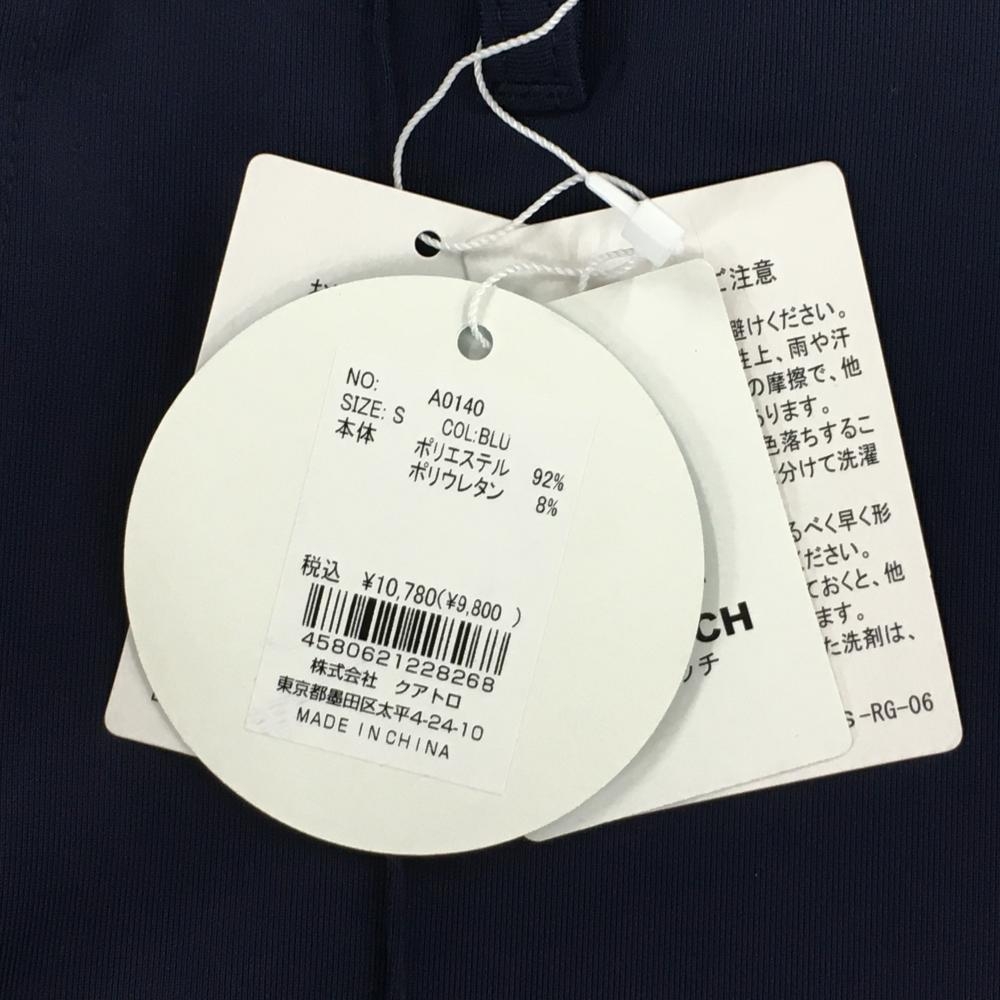 NO: A0140
SIZE: S COL:BLU
本体 ポリエステル 92%
ポリウレタン 8%
税込 ¥10,780(¥9,800 )
4580621228268
株式会社 クアトロ
東京都墨田区太平4-24-10
MADE IN CHINA
CH
ッチ
ご注意
避けください。
性上、雨や汗
の摩擦で、他
あります。
色落ちするこ
分けて洗濯
るべく早く形
ださい。
ておくと、他
ます。
た洗剤は、
S-RG-06